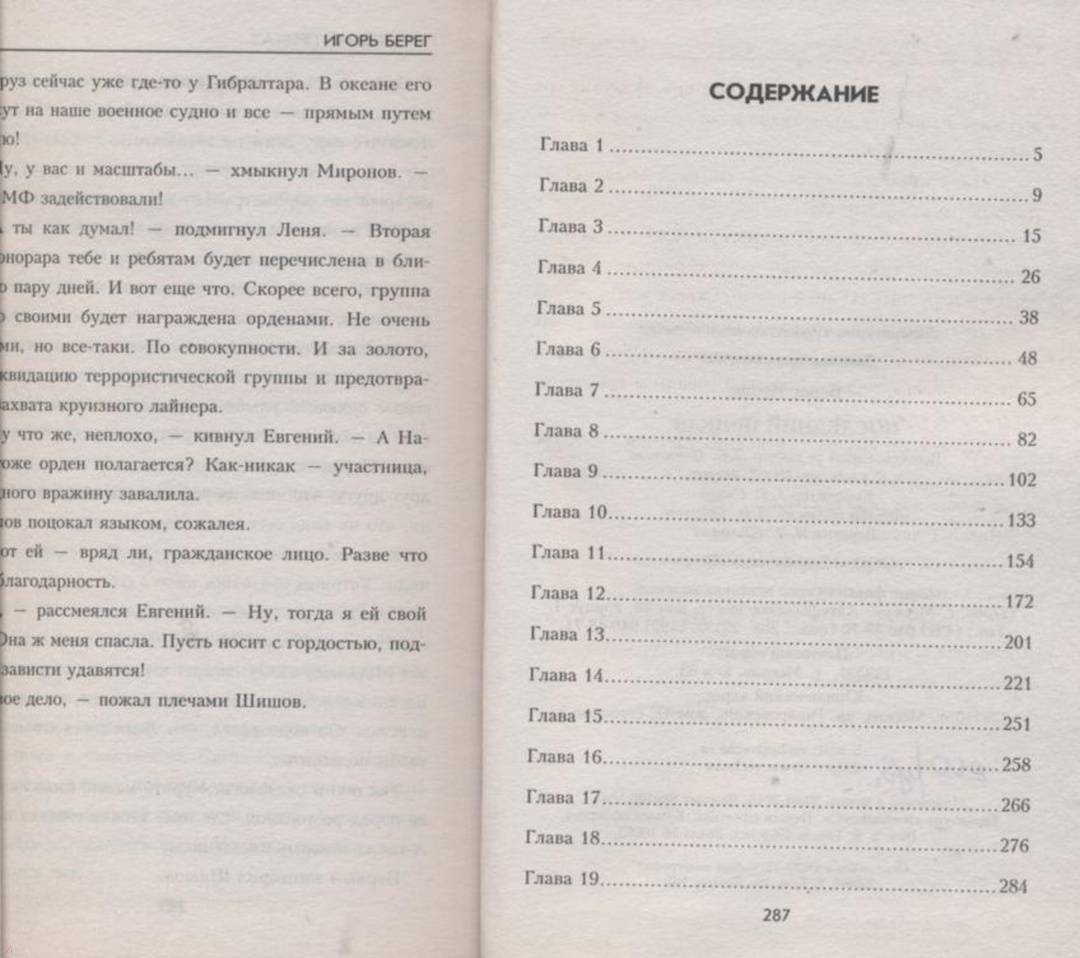 ИГОРЬ БЕРЕГ
руз сейчас уже где-то у Гибралтара. В океане его
ут на наше военное судно и все — прямым путем
ю!
у, у вас и масштабы... — хмыкнул Миронов. —
МФ задействовали!
ты как думал! — подмигнул Леня. — Вторая
онорара тебе и ребятам будет перечислена в бли-
о пару дней. И вот еще что. Скорее всего, группа
о своими будет награждена орденами. Не очень
ми, но все-таки. По совокупности. И за золото,
квидацию террористической группы и предотвра-
ахвата круизного лайнера.
у что же, неплохо, — кивнул Евгений. — А На-
оже орден полагается? Как-никак — участница,
ного вражину завалила.
ов поцокал языком, сожалея.
от ей — вряд ли, гражданское лицо. Разве что
благодарность.
, — рассмеялся Евгений. — Ну, тогда я ей свой
Она ж меня спасла. Пусть носит с гордостью, под-
зависти удавятся!
ое дело, — пожал плечами Шишов.
СОДЕРЖАНИЕ
Глава 1 ........ 5
Глава 2 ........ 9
Глава 3 ........ 15
Глава 4 ........ 26
Глава 5 ........ 38
Глава 6 ........ 48
Глава 7 ........ 65
Глава 8 ........ 82
Глава 9 ........ 102
Глава 10........ 133
Глава 11........ 154
Глава 12........ 172
Глава 13........ 201
Глава 14........ 221
Глава 15........ 251
Глава 16........ 258
Глава 17........ 266
Глава 18........ 276
Глава 19........ 284
287